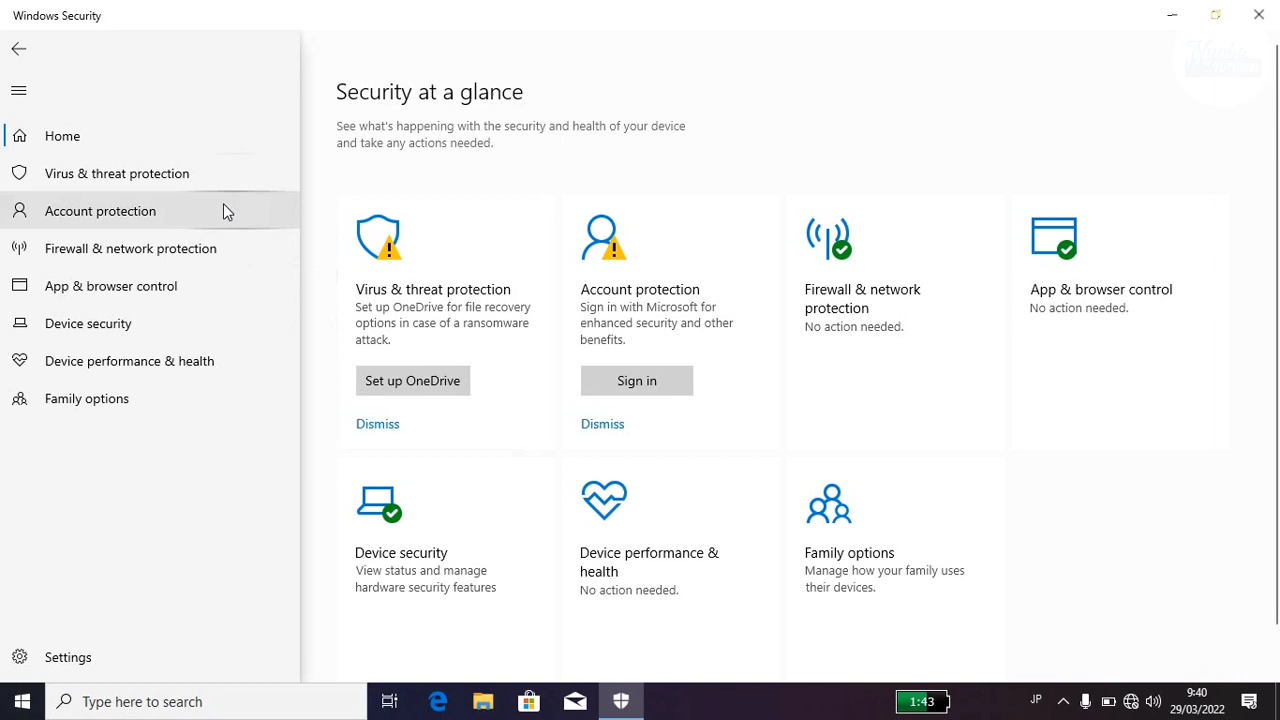 Windows Security
Home
Virus & threat protection
Account protection
Firewall & network protection
App & browser control
Device security
Device performance & health
Family options
Settings
Security at a glance
See what's happening with the security and health of your device
and take any actions needed.
Virus & threat protection
Set up OneDrive for file recovery
options in case of a ransomware
attack.
Set up OneDrive
Dismiss
Account protection
Sign in with Microsoft for
enhanced security and other
benefits.
Sign in
Dismiss
Firewall & network
protection
No action needed.
App & browser control
No action needed.
Device security
View status and manage
hardware security features
Device performance &
health
No action needed.
Family options
Manage how your family uses
their devices.
Type here to search
1:43
JP
9:40
29/03/2022